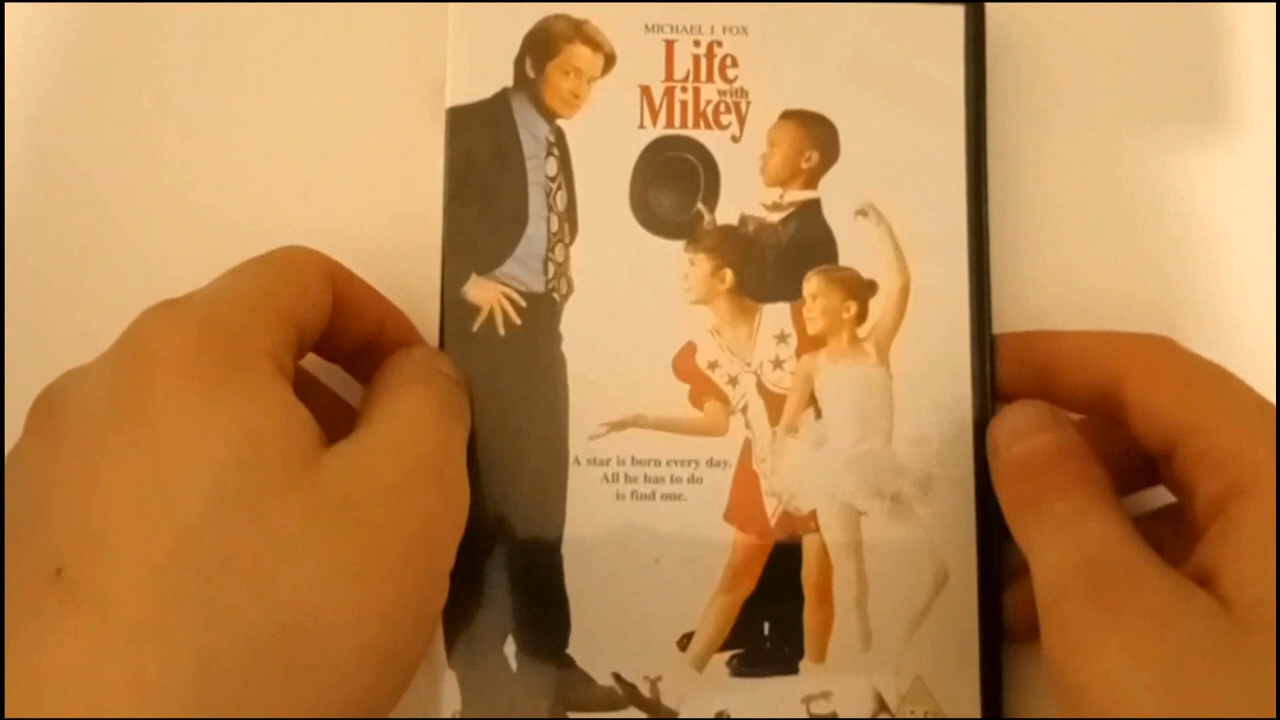 MICHAEL J. FOX
Life
with
Mikey
A star is born every day.
All he has to do
is find one.